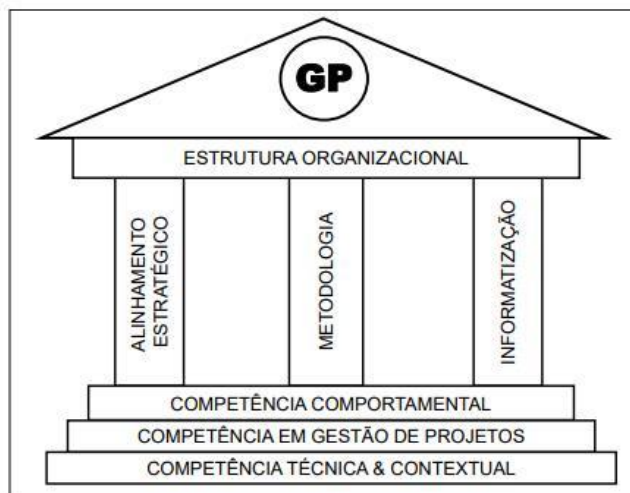 GP
ESTRUTURA ORGANIZACIONAL
ALINHAMENTO
ESTRATÉGICO
METODOLOGIA
INFORMATIZAÇÃO
COMPETÊNCIA COMPORTAMENTAL
COMPETÊNCIA EM GESTÃO DE PROJETOS
COMPETÊNCIA TÉCNICA & CONTEXTUAL